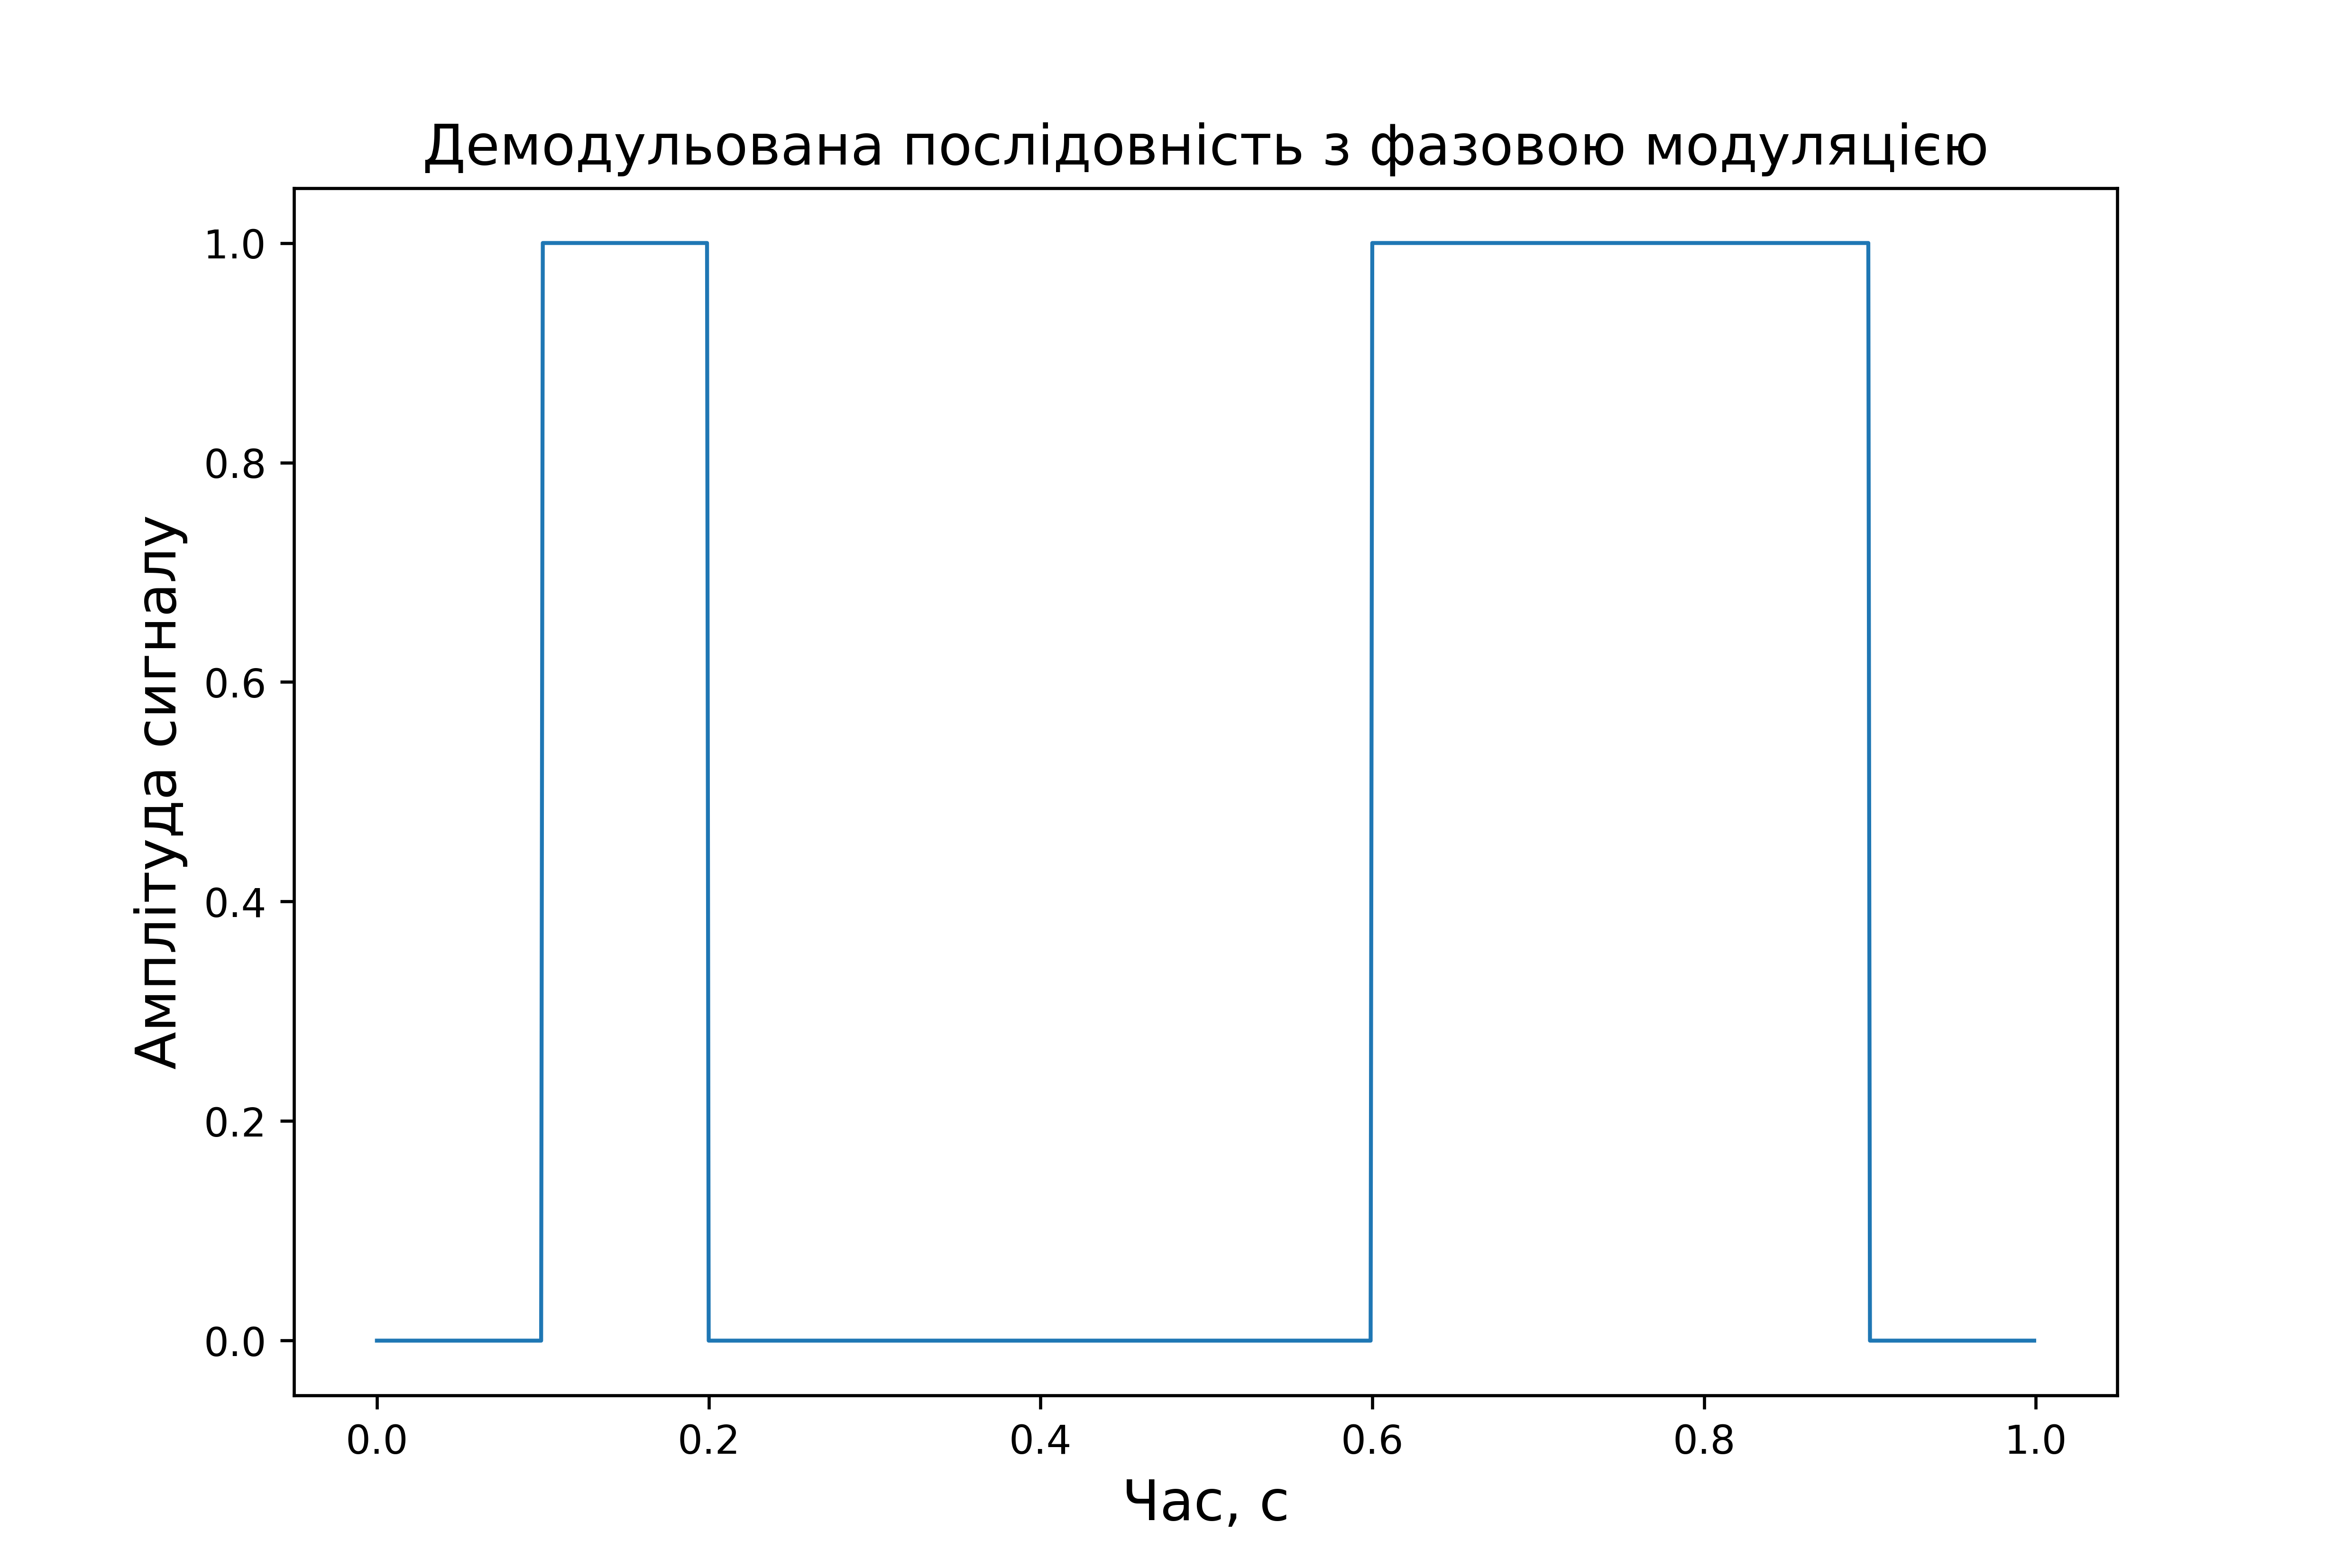 Демодульована послідовність з фазовою модуляцією
Амплітуда сигналу
1.0
0.8
0.6
0.4
0.2
0.0
0.0 0.2 0.4 0.6 0.8 1.0
Час, с